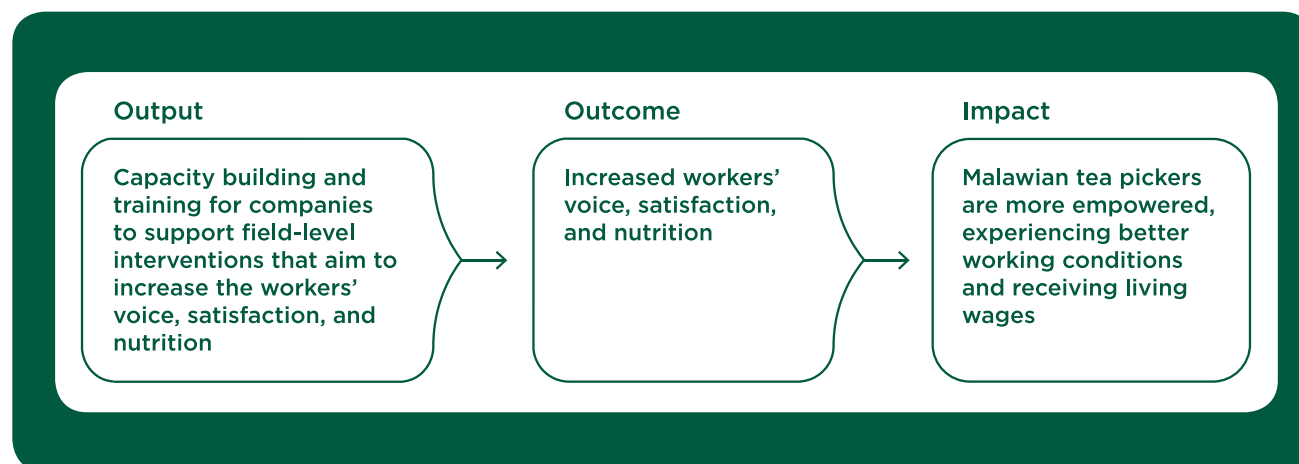 Output
Capacity building and
training for companies
to support field-level
interventions that aim to
increase the workers’
voice, satisfaction, and
nutrition
Outcome
Increased workers’
voice, satisfaction,
and nutrition
Impact
Malawian tea pickers
are more empowered,
experiencing better
working conditions
and receiving living
wages